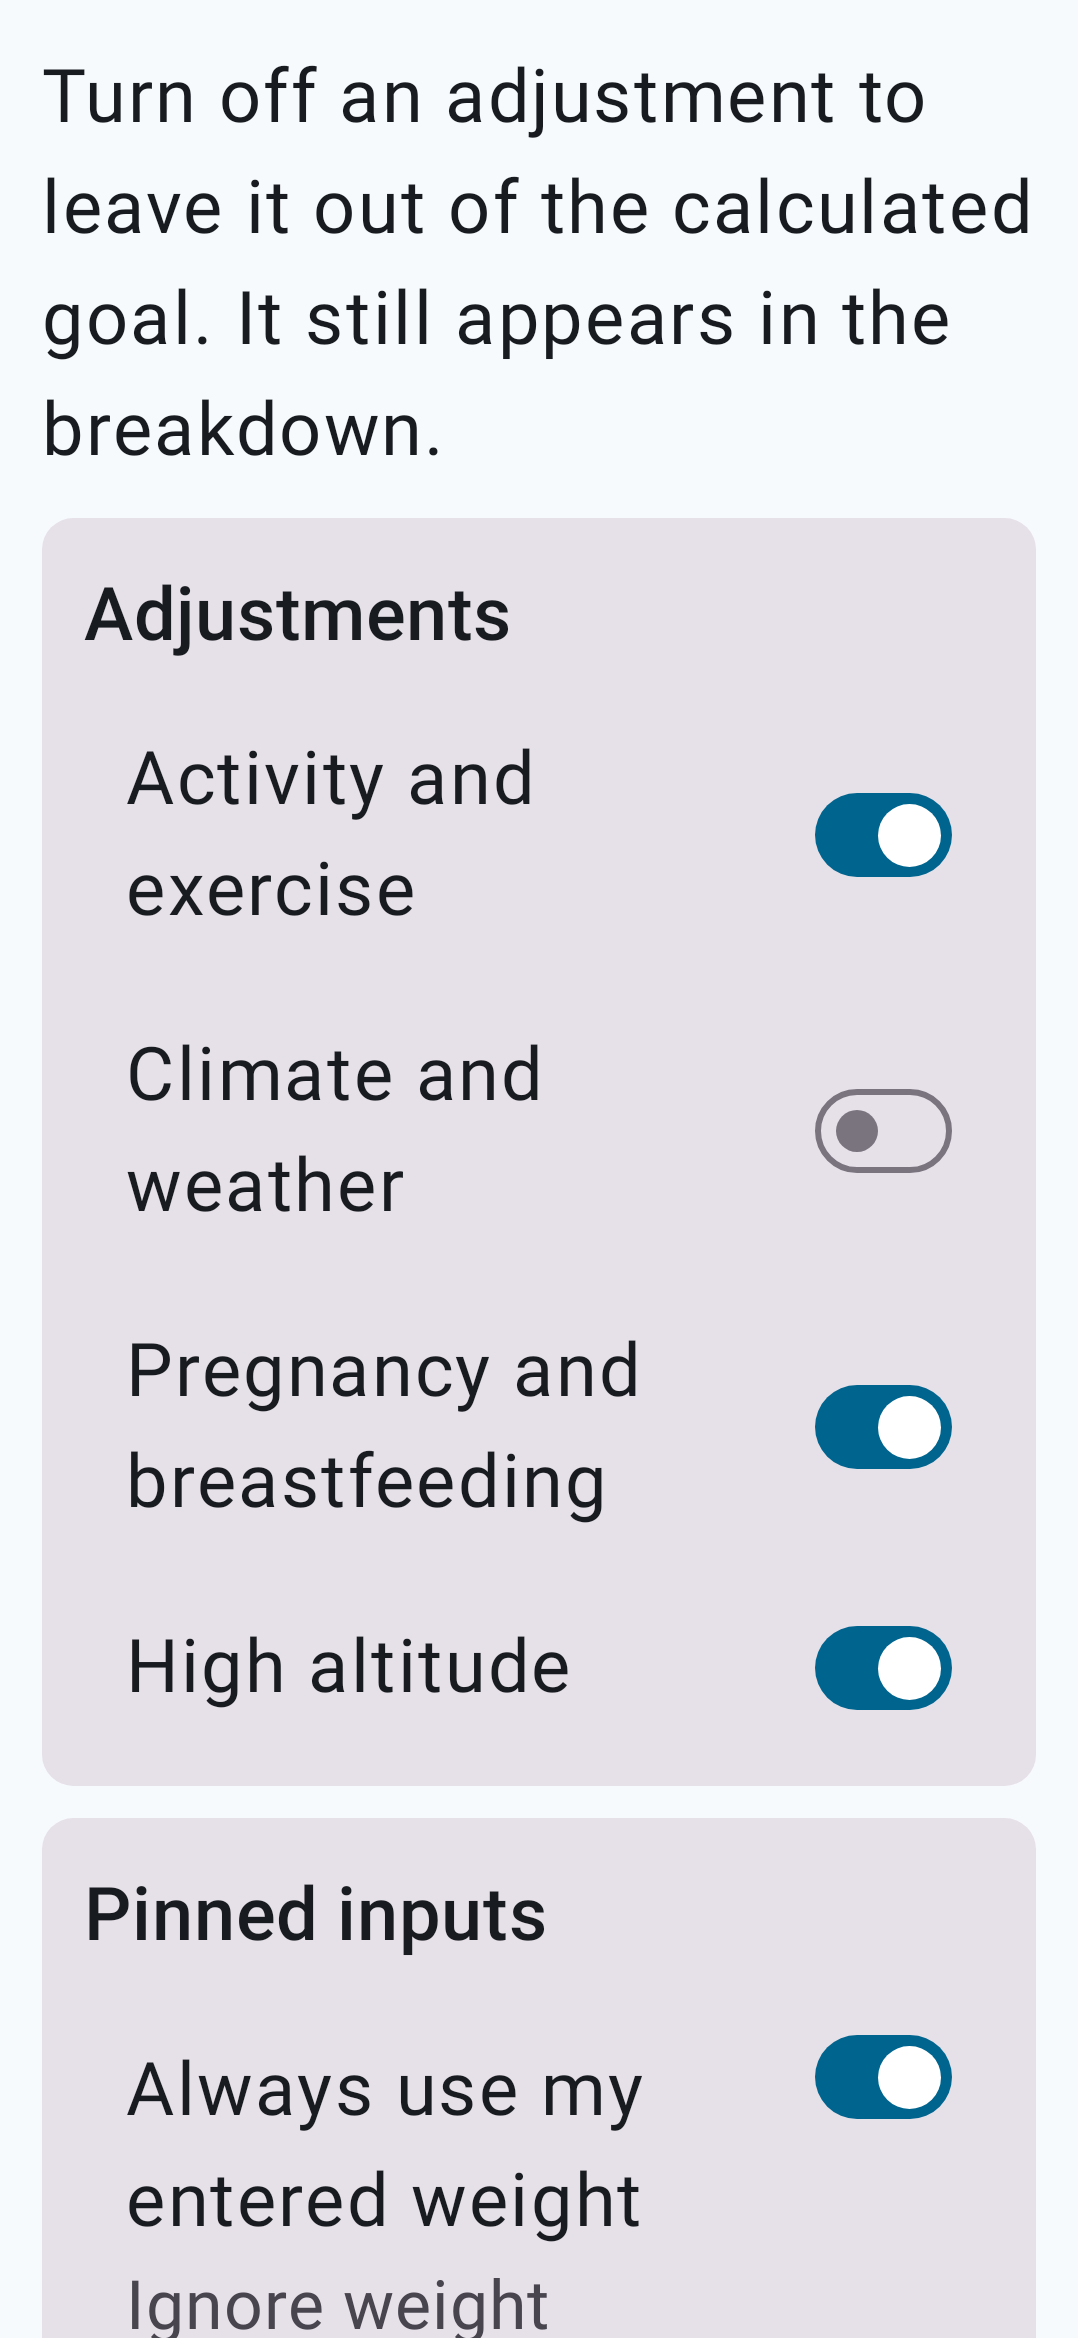 Turn off an adjustment to
leave it out of the calculated
goal. It still appears in the
breakdown.
Adjustments
Activity and
exercise
Climate and
weather
Pregnancy and
breastfeeding
High altitude
Pinned inputs
Always use my
entered weight
Ignore weight